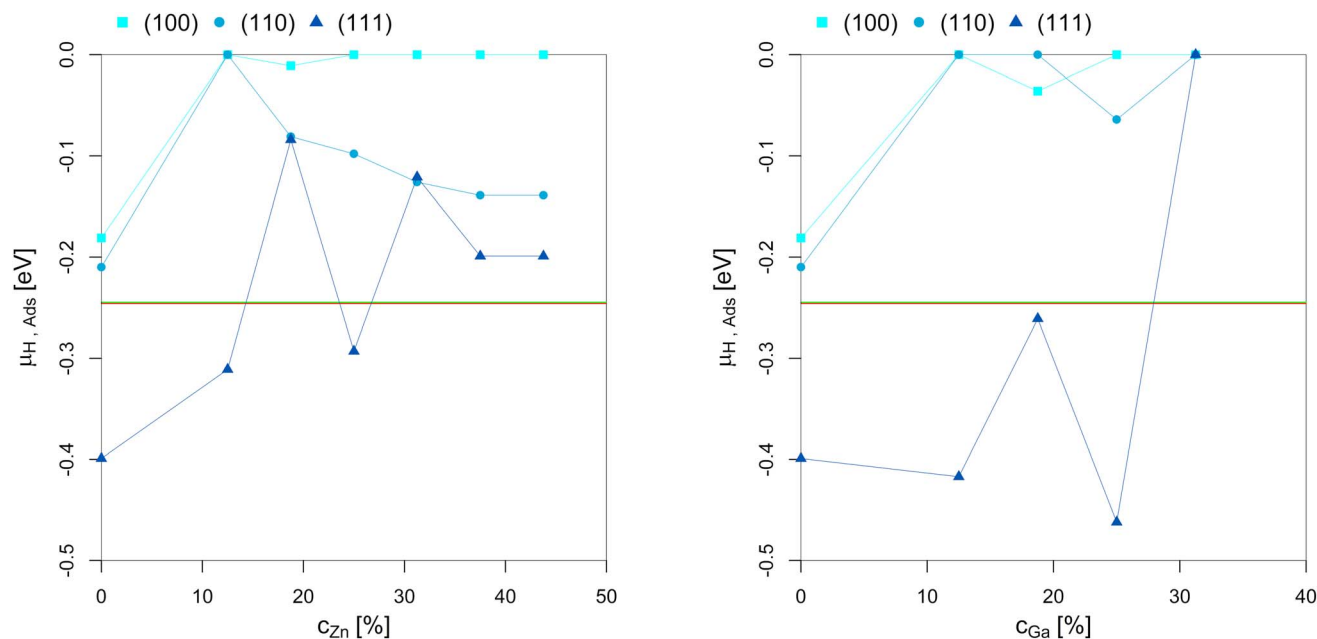 (100) (110) (111)
0.0
-0.1
-0.2
-0.3
-0.4
-0.5
μH , Ads [eV]
0 10 20 30 40 50
cZn [%]
(100) (110) (111)
0.0
-0.1
-0.2
-0.3
-0.4
-0.5
μH , Ads [eV]
0 10 20 30 40
cGa [%]